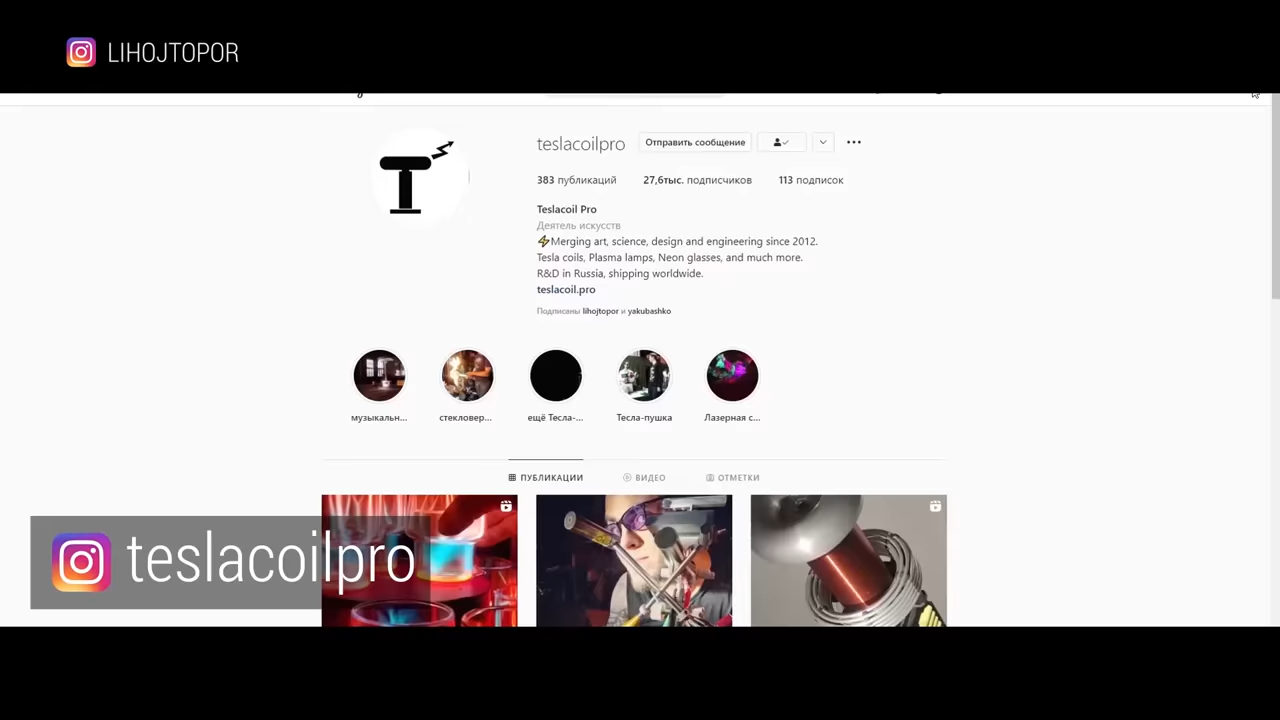 LIHOJTOPOR
teslacoilpro
Отправить сообщение
383 публикаций
27,6тыс. подписчиков
113 подписок
Teslacoil Pro
Деятель искусств
⚡Merging art, science, design and engineering since 2012.
Tesla coils, Plasma lamps, Neon glasses, and much more.
R&D in Russia, shipping worldwide.
teslacoil.pro
Подписаны lihojtopor и yakubashko
музыкальн...
стекловер...
ещё Тесла-...
Тесла-пушка
Лазерная с...
ПУБЛИКАЦИИ
ВИДЕО
ОТМЕТКИ
teslacoilpro